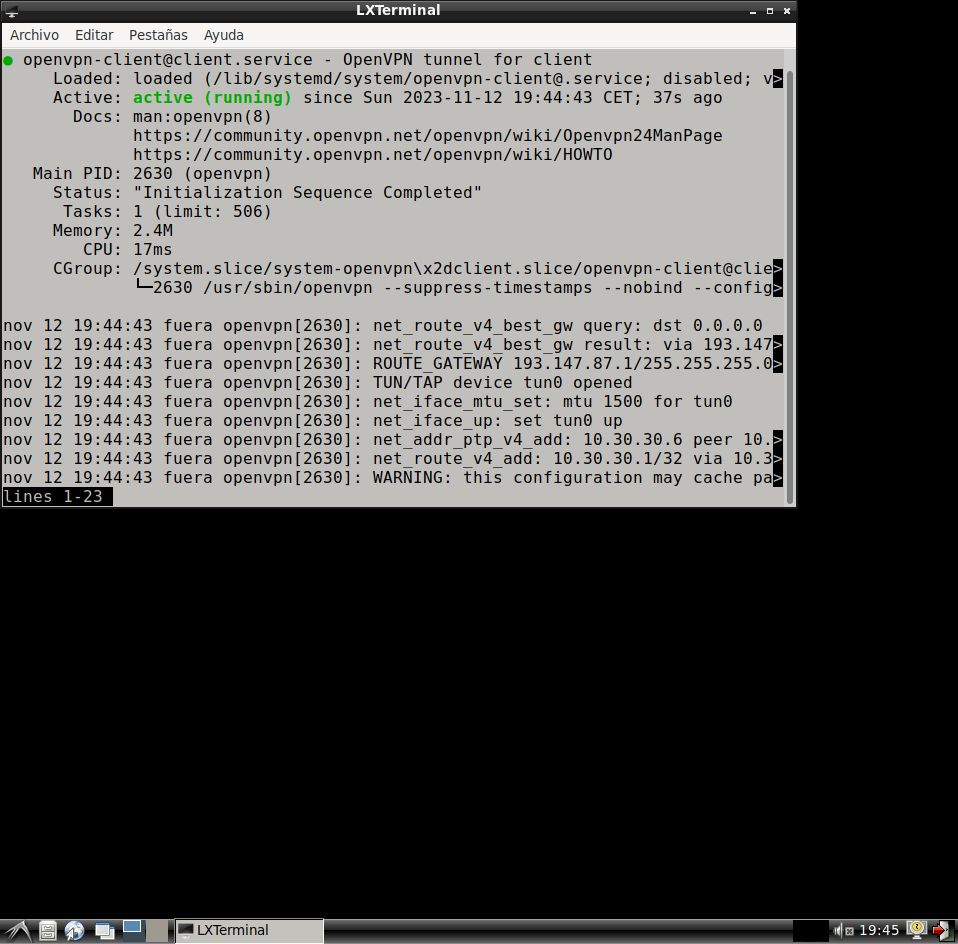 LXTerminal
Archivo Editar Pestañas Ayuda
● openvpn-client@client.service - OpenVPN tunnel for client
Loaded: loaded (/lib/systemd/system/openvpn-client@.service; disabled; v>
Active: active (running) since Sun 2023-11-12 19:44:43 CET; 37s ago
Docs: man:openvpn(8)
https://community.openvpn.net/openvpn/wiki/Openvpn24ManPage
https://community.openvpn.net/openvpn/wiki/HOWTO
Main PID: 2630 (openvpn)
Status: "Initialization Sequence Completed"
Tasks: 1 (limit: 506)
Memory: 2.4M
CPU: 17ms
CGroup: /system.slice/system-openvpn\x2dclient.slice/openvpn-client@clie>
└─2630 /usr/sbin/openvpn --suppress-timestamps --nobind --config>
nov 12 19:44:43 fuera openvpn[2630]: net_route_v4_best_gw query: dst 0.0.0.0
nov 12 19:44:43 fuera openvpn[2630]: net_route_v4_best_gw result: via 193.147>
nov 12 19:44:43 fuera openvpn[2630]: ROUTE_GATEWAY 193.147.87.1/255.255.255.0>
nov 12 19:44:43 fuera openvpn[2630]: TUN/TAP device tun0 opened
nov 12 19:44:43 fuera openvpn[2630]: net_iface_mtu_set: mtu 1500 for tun0
nov 12 19:44:43 fuera openvpn[2630]: net_iface_up: set tun0 up
nov 12 19:44:43 fuera openvpn[2630]: net_addr_ptp_v4_add: 10.30.30.6 peer 10.>
nov 12 19:44:43 fuera openvpn[2630]: net_route_v4_add: 10.30.30.1/32 via 10.3>
nov 12 19:44:43 fuera openvpn[2630]: WARNING: this configuration may cache pa>
lines 1-23
LXTerminal
19:45